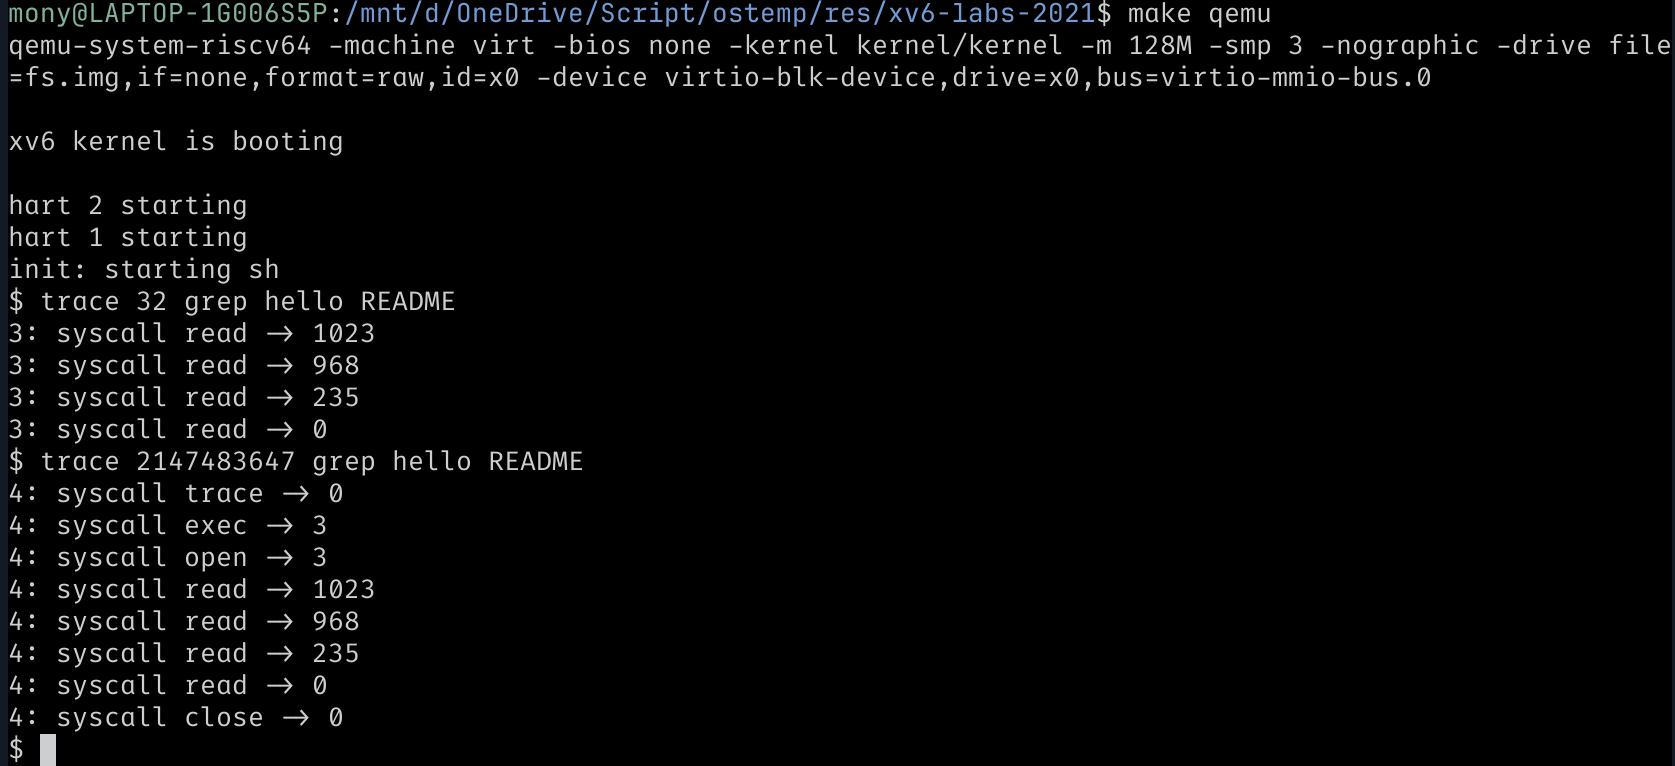 mony@LAPTOP-1G006S5P:/mnt/d/OneDrive/Script/ostemp/res/xv6-labs-2021$ make qemu
qemu-system-riscv64 -machine virt -bios none -kernel kernel/kernel -m 128M -smp 3 -nographic -drive file
=fs.img,if=none,format=raw,id=x0 -device virtio-blk-device,drive=x0,bus=virtio-mmio-bus.0
xv6 kernel is booting
hart 2 starting
hart 1 starting
init: starting sh
$ trace 32 grep hello README
3: syscall read -> 1023
3: syscall read -> 968
3: syscall read -> 235
3: syscall read -> 0
$ trace 2147483647 grep hello README
4: syscall trace -> 0
4: syscall exec -> 3
4: syscall open -> 3
4: syscall read -> 1023
4: syscall read -> 968
4: syscall read -> 235
4: syscall read -> 0
4: syscall close -> 0
$